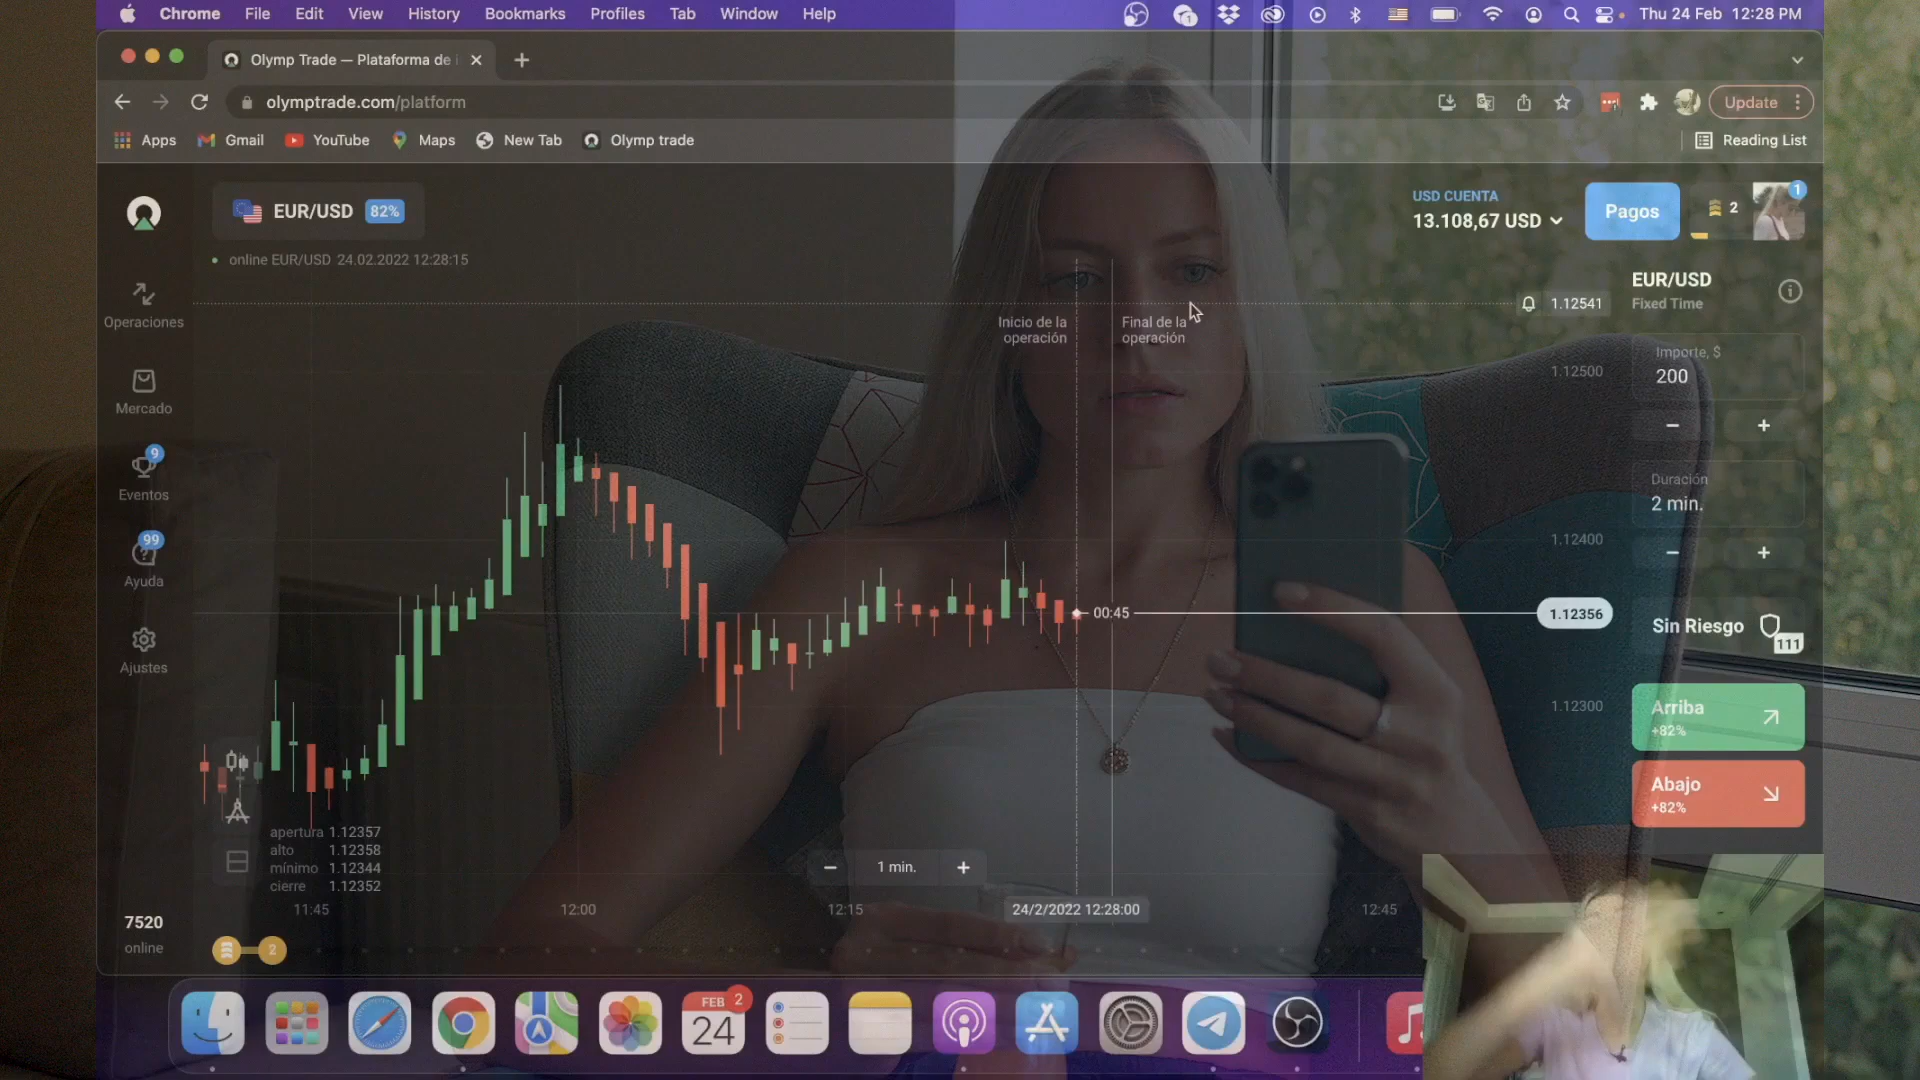 Chrome File Edit View History Bookmarks Profiles Tab Window Help
1
Thu 24 Feb 12:28 PM
Olymp Trade — Plataforma de i
olymptrade.com/platform
Update
Apps Gmail YouTube Maps New Tab Olymp trade
Reading List
EUR/USD 82%
USD CUENTA
13.108,67 USD
Pagos
2
1
online EUR/USD 24.02.2022 12:28:15
Operaciones
Mercado
9
Eventos
99
Ayuda
Ajustes
7520
online
Inicio de la
operación
Final de la
operación
1.12541
1.12500
1.12400
00:45
1.12356
1.12300
EUR/USD
Fixed Time
Importe, $
200
Duración
2 min.
Sin Riesgo
111
Arriba
+82%
Abajo
+82%
apertura 1.12357
alto 1.12358
mínimo 1.12344
cierre 1.12352
1 min.
11:45
12:00
12:15
24/2/2022 12:28:00
12:45
2
FEB
2
24